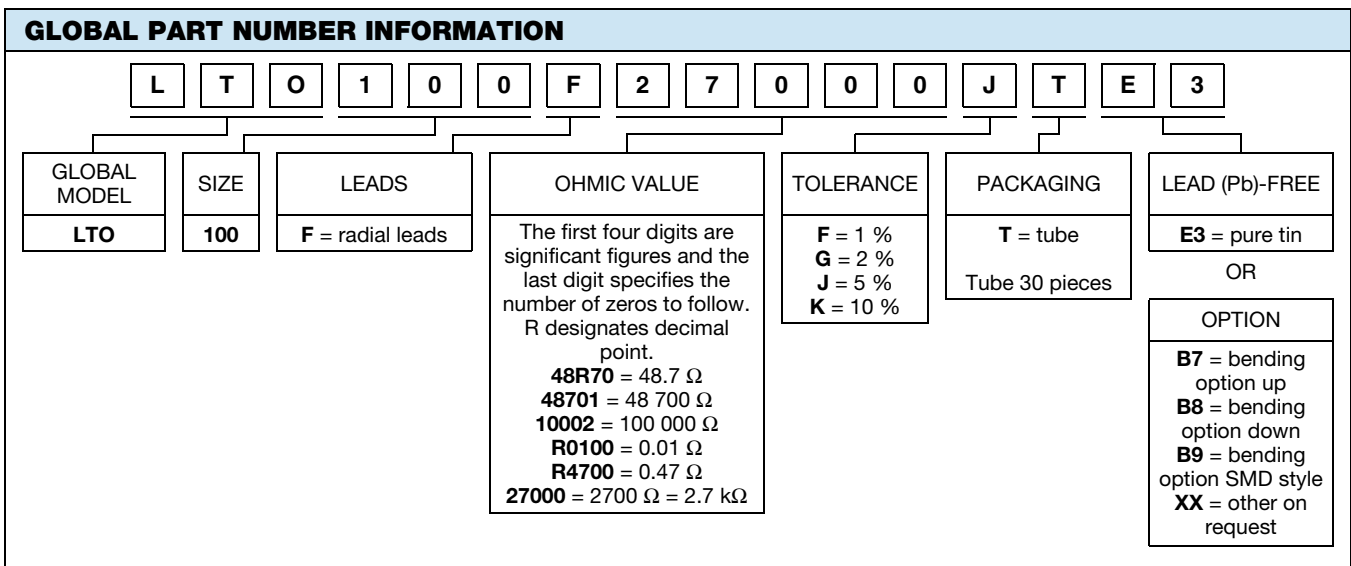 GLOBAL PART NUMBER INFORMATION
L T O 1 0 0 F 2 7 0 0 0 J T E 3
GLOBAL
MODEL
LTO
SIZE
100
LEADS
F = radial leads
OHMIC VALUE
The first four digits are
significant figures and the
last digit specifies the
number of zeros to follow.
R designates decimal
point.
48R70 = 48.7 Ω
48701 = 48 700 Ω
10002 = 100 000 Ω
R0100 = 0.01 Ω
R4700 = 0.47 Ω
27000 = 2700 Ω = 2.7 kΩ
TOLERANCE
F = 1 %
G = 2 %
J = 5 %
K = 10 %
PACKAGING
T = tube
Tube 30 pieces
LEAD (Pb)-FREE
E3 = pure tin
OR
OPTION
B7 = bending
option up
B8 = bending
option down
B9 = bending
option SMD style
XX = other on
request